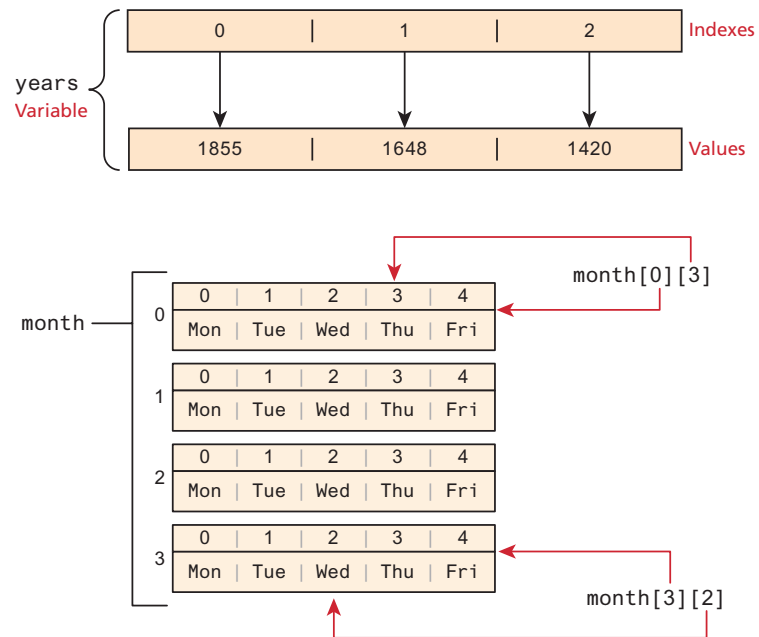 0 | 1 | 2 Indexes
years
Variable
1855 | 1648 | 1420 Values
month[0][3]
month
0
0 | 1 | 2 | 3 | 4
Mon | Tue | Wed | Thu | Fri
1
0 | 1 | 2 | 3 | 4
Mon | Tue | Wed | Thu | Fri
2
0 | 1 | 2 | 3 | 4
Mon | Tue | Wed | Thu | Fri
3
0 | 1 | 2 | 3 | 4
Mon | Tue | Wed | Thu | Fri
month[3][2]